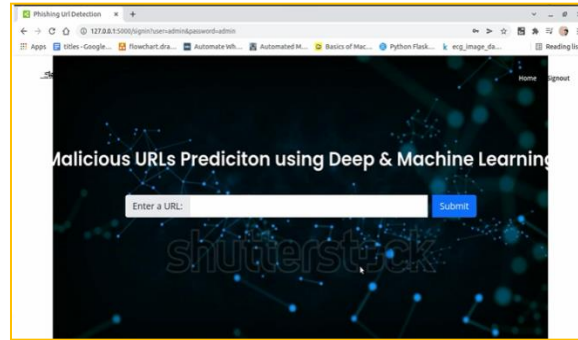 Phishing Url Detection
127.0.0.1:5000/signin?user=admin&password=admin
Apps titles -Google... flowchart.dra... Automate Wh... Automated M... Basics of Mac... Python Flask... ecg_image_da... Reading lis
Home Signout
Malicious URLs Prediciton using Deep & Machine Learning
Enter a URL: Submit
shutterstock